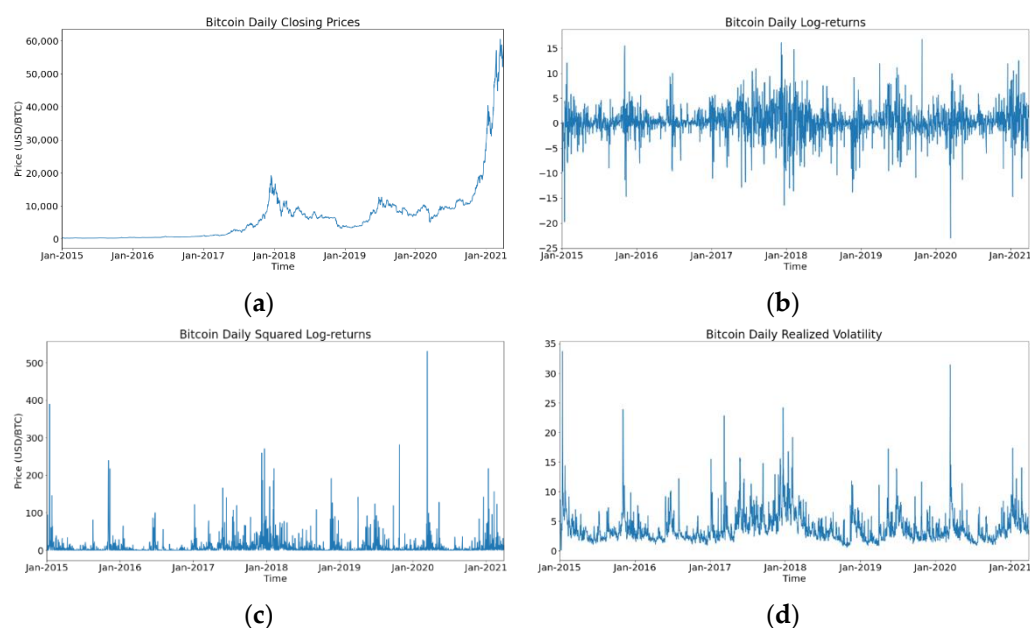 Bitcoin Daily Closing Prices
60,000
50,000
40,000
30,000
20,000
10,000
0
Price (USD/BTC)
Jan-2015 Jan-2016 Jan-2017 Jan-2018 Jan-2019 Jan-2020 Jan-2021
Time
(a)
Bitcoin Daily Log-returns
15
10
5
0
−5
−10
−15
−20
−25
Jan-2015 Jan-2016 Jan-2017 Jan-2018 Jan-2019 Jan-2020 Jan-2021
Time
(b)
Bitcoin Daily Squared Log-returns
500
400
300
200
100
0
Price (USD/BTC)
Jan-2015 Jan-2016 Jan-2017 Jan-2018 Jan-2019 Jan-2020 Jan-2021
Time
(c)
Bitcoin Daily Realized Volatility
35
30
25
20
15
10
5
0
Jan-2015 Jan-2016 Jan-2017 Jan-2018 Jan-2019 Jan-2020 Jan-2021
Time
(d)